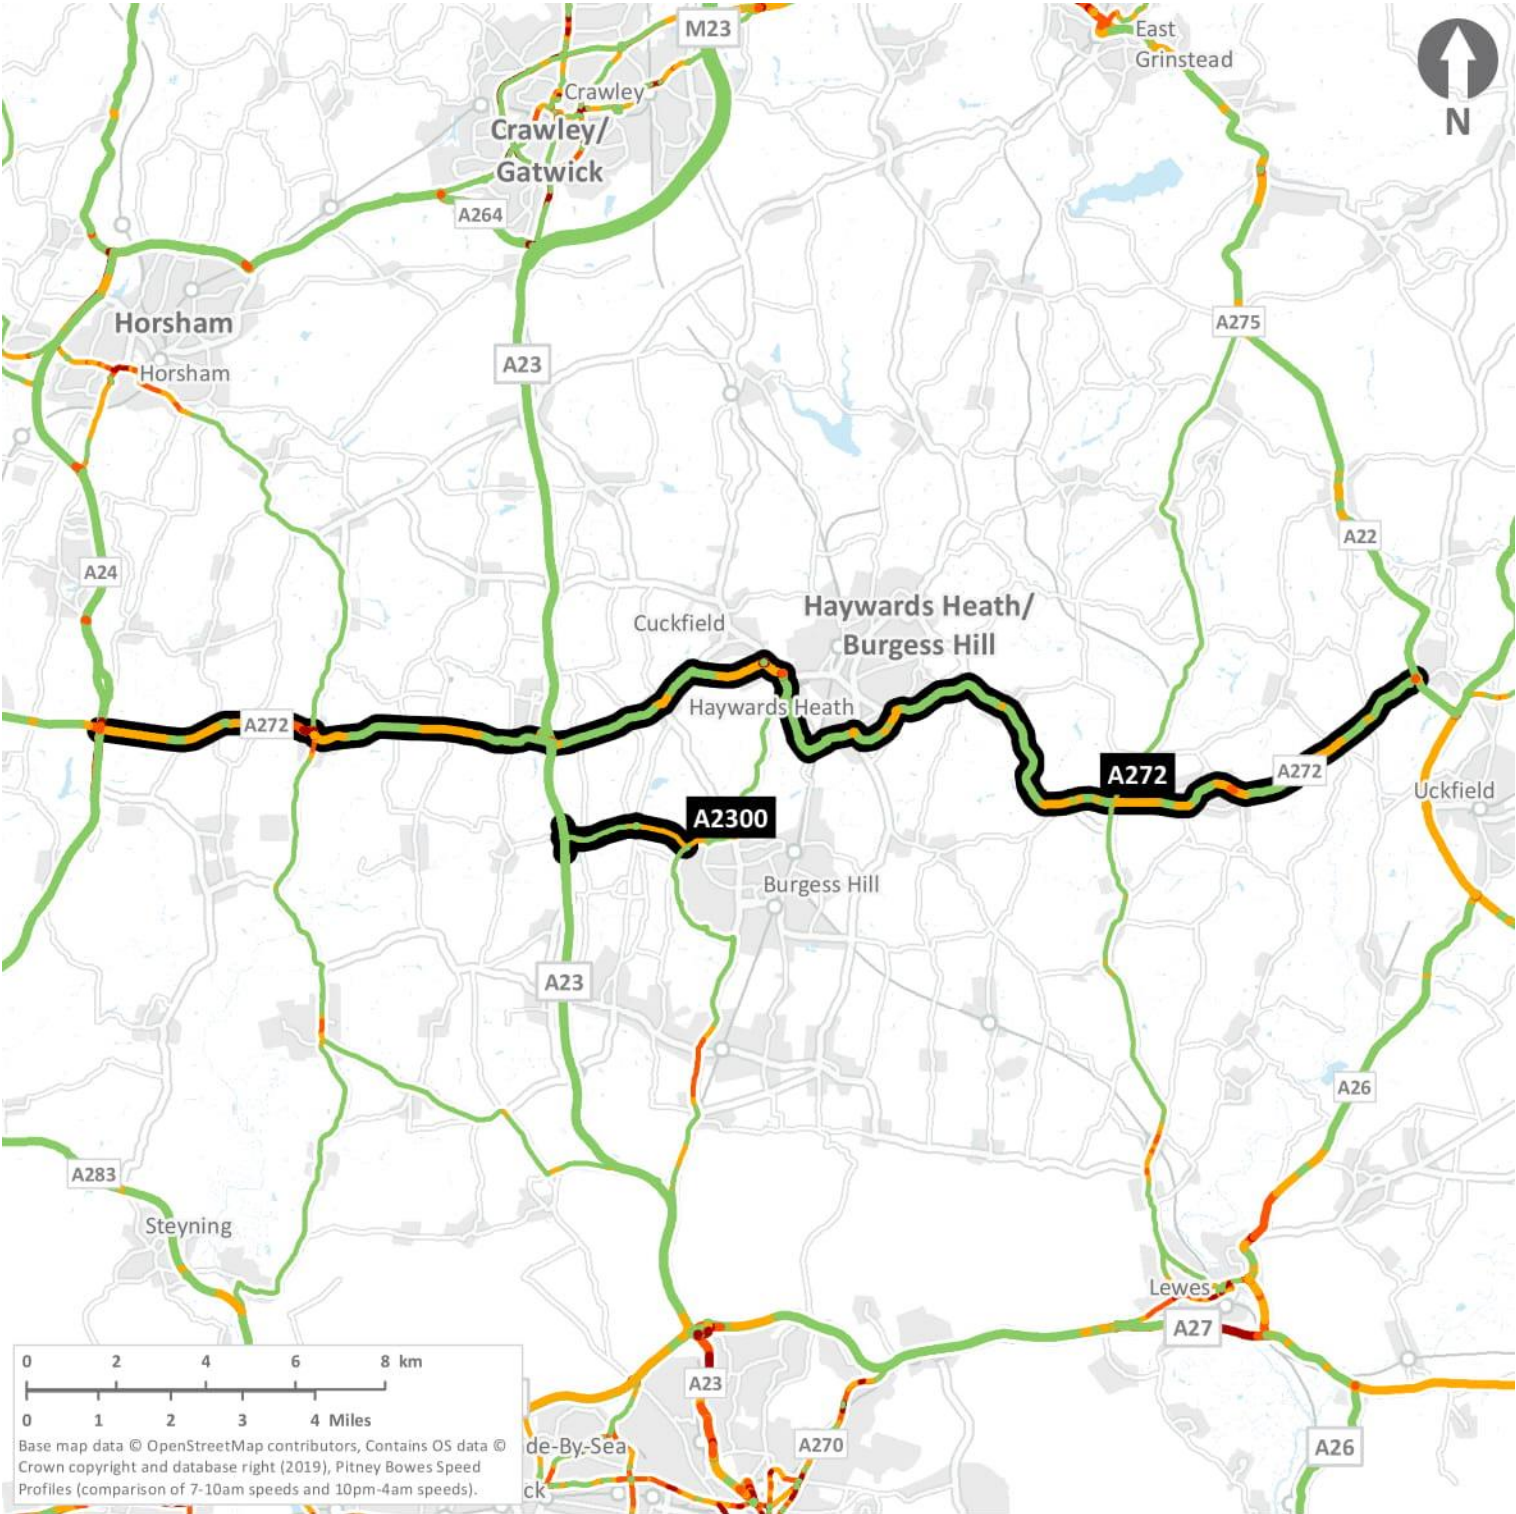 M23
East
Grinstead
N
Crawley
Crawley/
Gatwick
A264
Horsham
A275
A23
Horsham
A22
A24
Haywards Heath/
Burgess Hill
Cuckfield
Haywards Heath
A272
A272
A272
Uckfield
A2300
Burgess Hill
A23
A26
A283
Steyning
Lewes
A27
0 2 4 6 8 km
0 1 2 3 4 Miles
Base map data © OpenStreetMap contributors, Contains OS data ©
Crown copyright and database right (2019), Pitney Bowes Speed
Profiles (comparison of 7-10am speeds and 10pm-4am speeds).
A23
de-By-Sea
A270
A26
ck